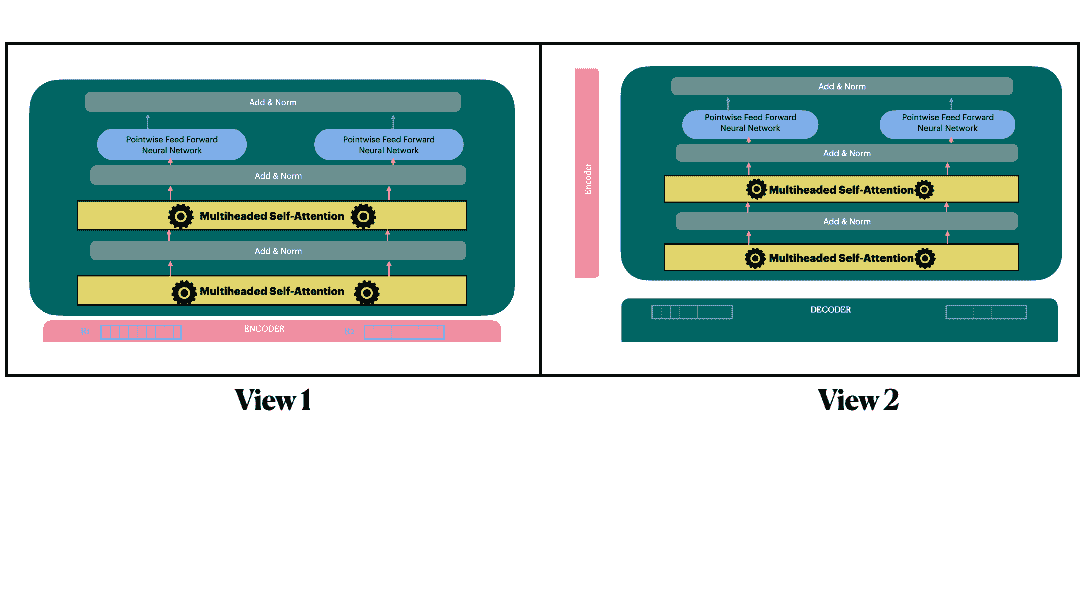 Add & Norm
Pointwise Feed Forward
Neural Network
Pointwise Feed Forward
Neural Network
Add & Norm
Multiheaded Self-Attention
Add & Norm
Multiheaded Self-Attention
ENCODER
View 1
Encoder
Add & Norm
Pointwise Feed Forward
Neural Network
Pointwise Feed Forward
Neural Network
Add & Norm
Multiheaded Self-Attention
Add & Norm
Multiheaded Self-Attention
DECODER
View 2